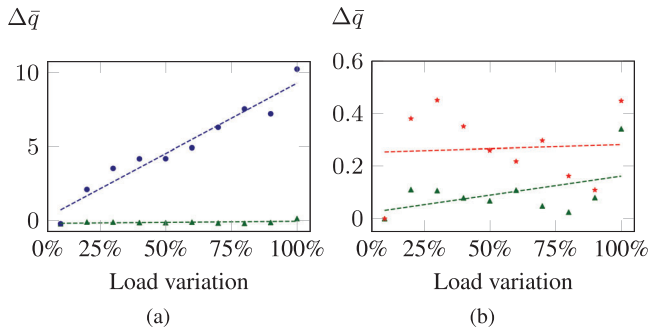 Δq̄ Δq̄
10
5
0
0% 25% 50% 75% 100%
Load variation
(a)
0.6
0.4
0.2
0
0% 25% 50% 75% 100%
Load variation
(b)